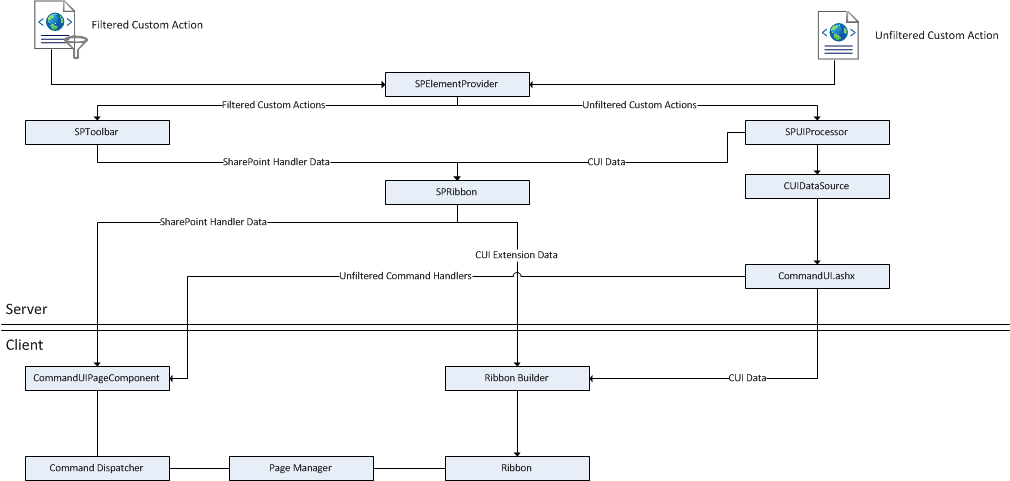 Filtered Custom Action
Unfiltered Custom Action
SPElementProvider
Filtered Custom Actions
Unfiltered Custom Actions
SPToolbar
SPUIProcessor
SharePoint Handler Data
CUI Data
SPRibbon
CUIDataSource
SharePoint Handler Data
CUI Extension Data
Unfiltered Command Handlers
CommandUI.ashx
Server
Client
CommandUIPageComponent
Ribbon Builder
CUI Data
Command Dispatcher
Page Manager
Ribbon